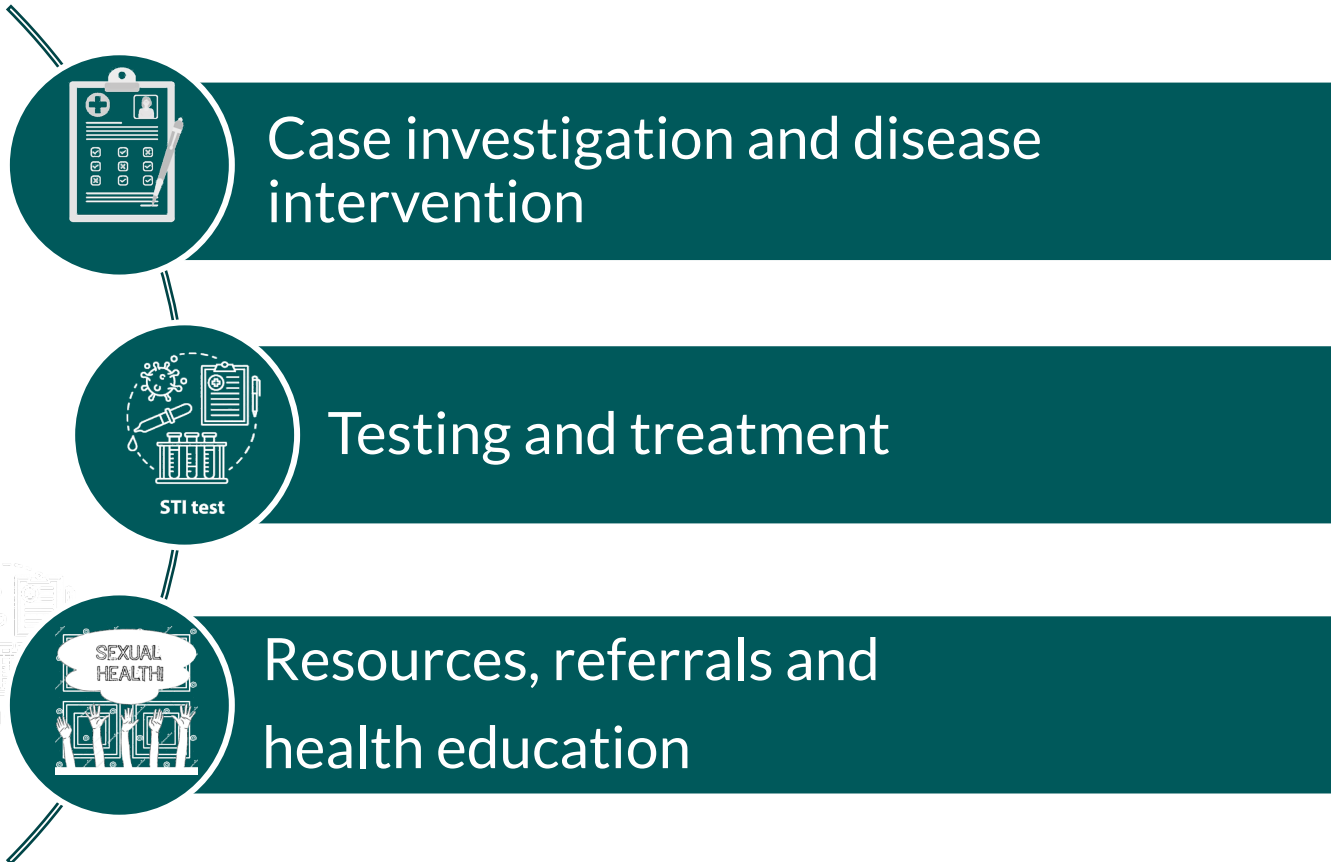 Case investigation and disease
intervention
Testing and treatment
STI test
SEXUAL
HEALTH!
Resources, referrals and
health education